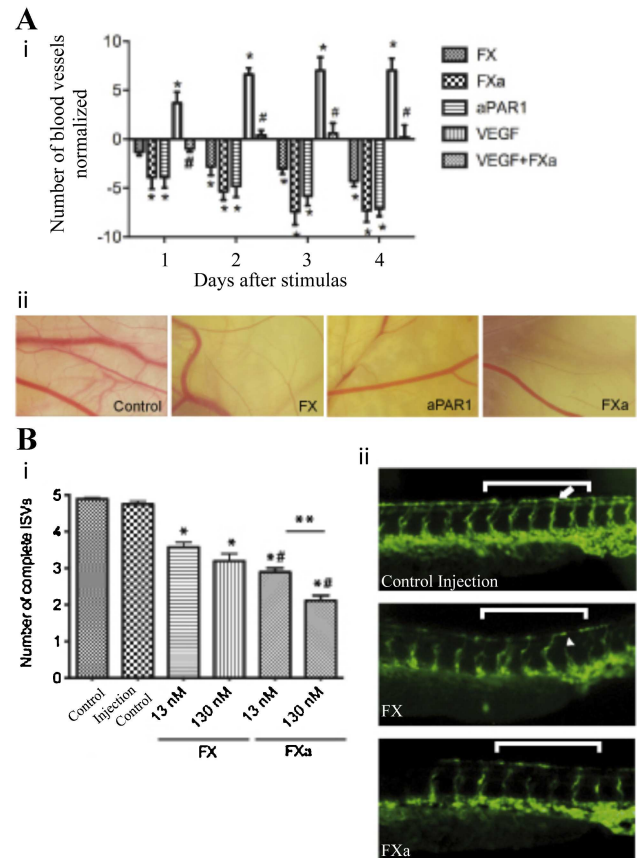 A
i
Number of blood vessels
normalized
10
5
0
-5
-10
* * * * *
# # # #
1 2 3 4
Days after stimulas
FX
FXa
aPAR1
VEGF
VEGF+FXa
ii
Control
FX
aPAR1
FXa
B
i
Number of complete ISVs
5
4
3
2
1
0
* * *# ** *#
Control
Injection
Control
13 nM
130 nM
13 nM
130 nM
FX
FXa
ii
Control Injection
FX
FXa